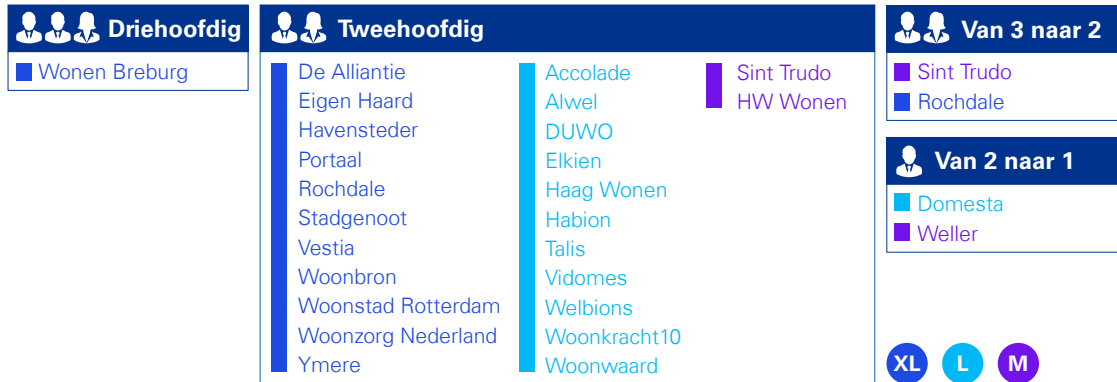 Driehoofdig
Wonen Breburg
Tweehoofdig
De Alliantie
Eigen Haard
Havensteder
Portaal
Rochdale
Stadgenoot
Vestia
Woonbron
Woonstad Rotterdam
Woonzorg Nederland
Ymere
Accolade
Alwel
DUWO
Elkien
Haag Wonen
Habion
Talis
Vidomes
Welbions
Woonkracht10
Woonwaard
Sint Trudo
HW Wonen
Van 3 naar 2
Sint Trudo
Rochdale
Van 2 naar 1
Domesta
Weller
XL L M